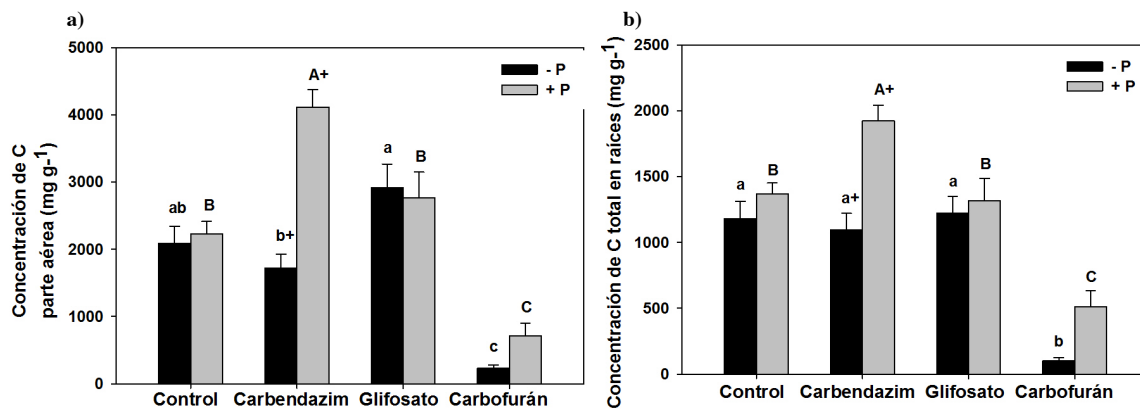 a)
Concentración de C
parte aérea (mg g-1)
5000
4000
3000
2000
1000
0
- P
+ P
ab
B
b+
A+
a
B
c
C
Control
Carbendazim
Glifosato
Carbofurán
b)
Concentración de C total en raíces (mg g-1)
2500
2000
1500
1000
500
0
- P
+ P
a
B
a+
A+
a
B
b
C
Control
Carbendazim
Glifosato
Carbofurán